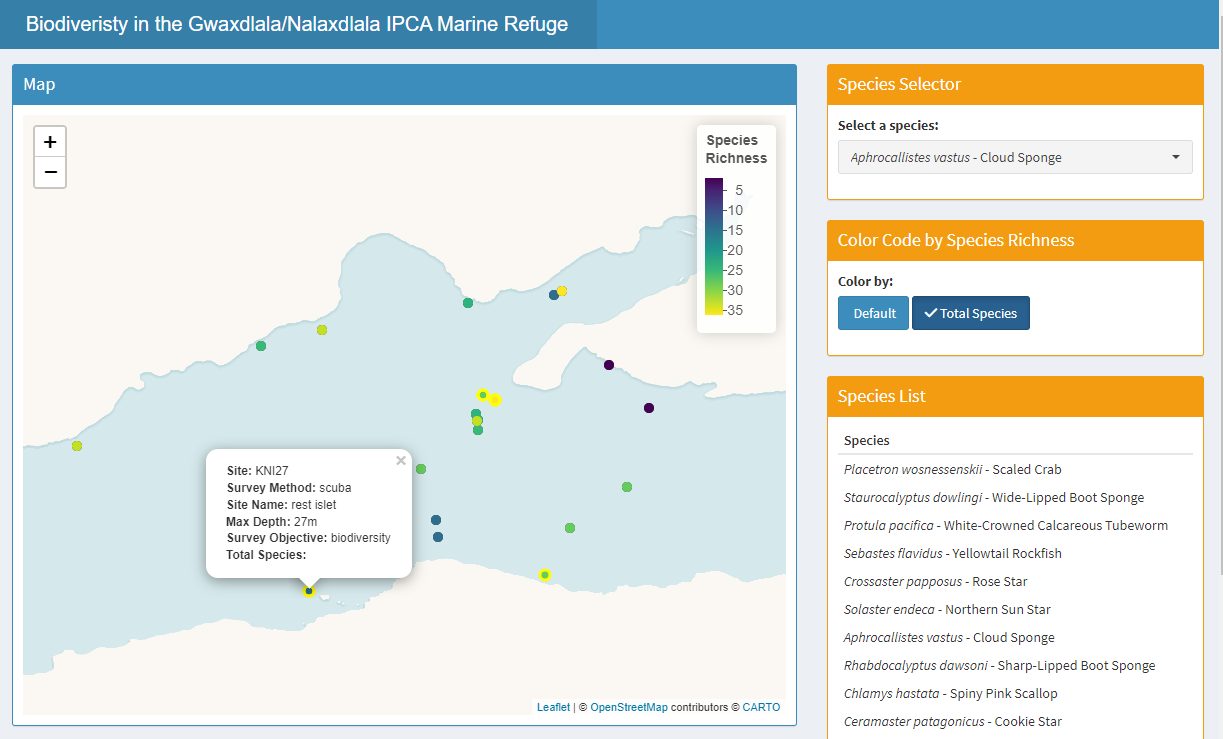 Biodiveristy in the Gwaxdlala/Nalaxdlala IPCA Marine Refuge
Map
+
−
Species
Richness
5
10
15
20
25
30
35
Site: KNI27
×
Survey Method: scuba
Site Name: rest islet
Max Depth: 27m
Survey Objective: biodiversity
Total Species:
Leaflet | © OpenStreetMap contributors © CARTO
Species Selector
Select a species:
Aphrocallistes vastus - Cloud Sponge
Color Code by Species Richness
Color by:
Default ✓ Total Species
Species List
Species
Placetron wosnessenskii - Scaled Crab
Staurocalyptus dowlingi - Wide-Lipped Boot Sponge
Protula pacifica - White-Crowned Calcareous Tubeworm
Sebastes flavidus - Yellowtail Rockfish
Crossaster papposus - Rose Star
Solaster endeca - Northern Sun Star
Aphrocallistes vastus - Cloud Sponge
Rhabdocalyptus dawsoni - Sharp-Lipped Boot Sponge
Chlamys hastata - Spiny Pink Scallop
Ceramaster patagonicus - Cookie Star